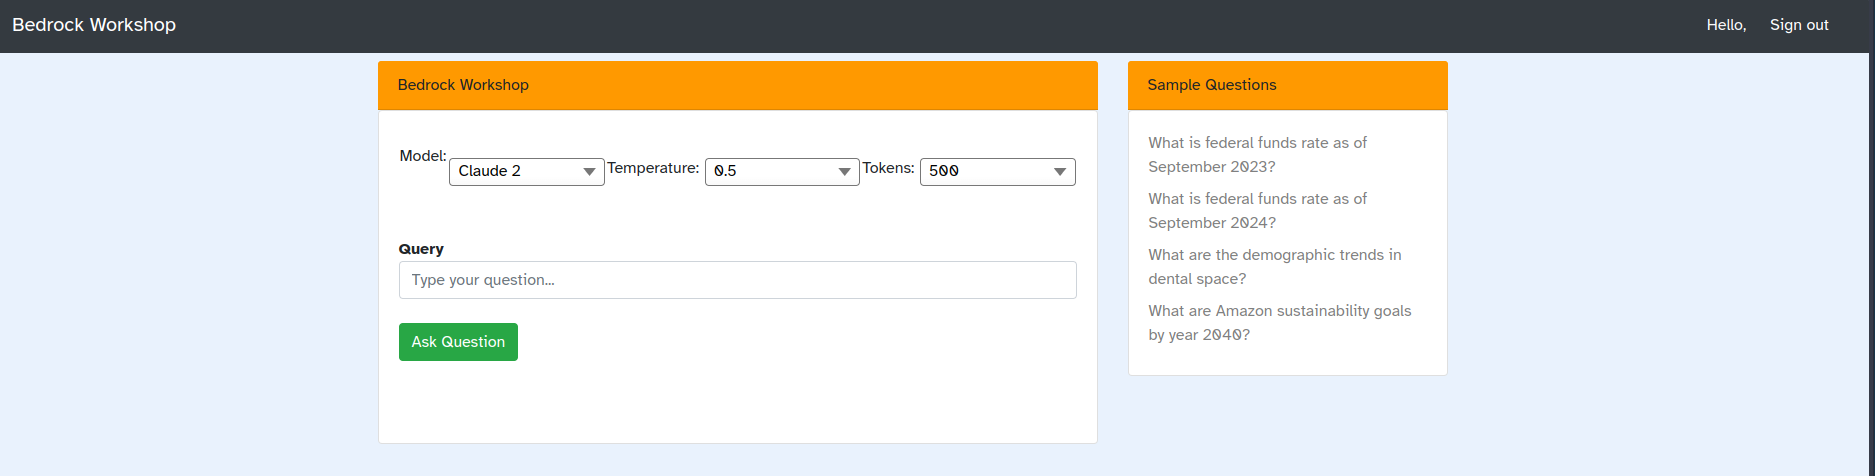 Bedrock Workshop
Hello,
Sign out
Bedrock Workshop
Model:
Claude 2
Temperature:
0.5
Tokens:
500
Query
Type your question...
Ask Question
Sample Questions
What is federal funds rate as of
September 2023?
What is federal funds rate as of
September 2024?
What are the demographic trends in
dental space?
What are Amazon sustainability goals
by year 2040?